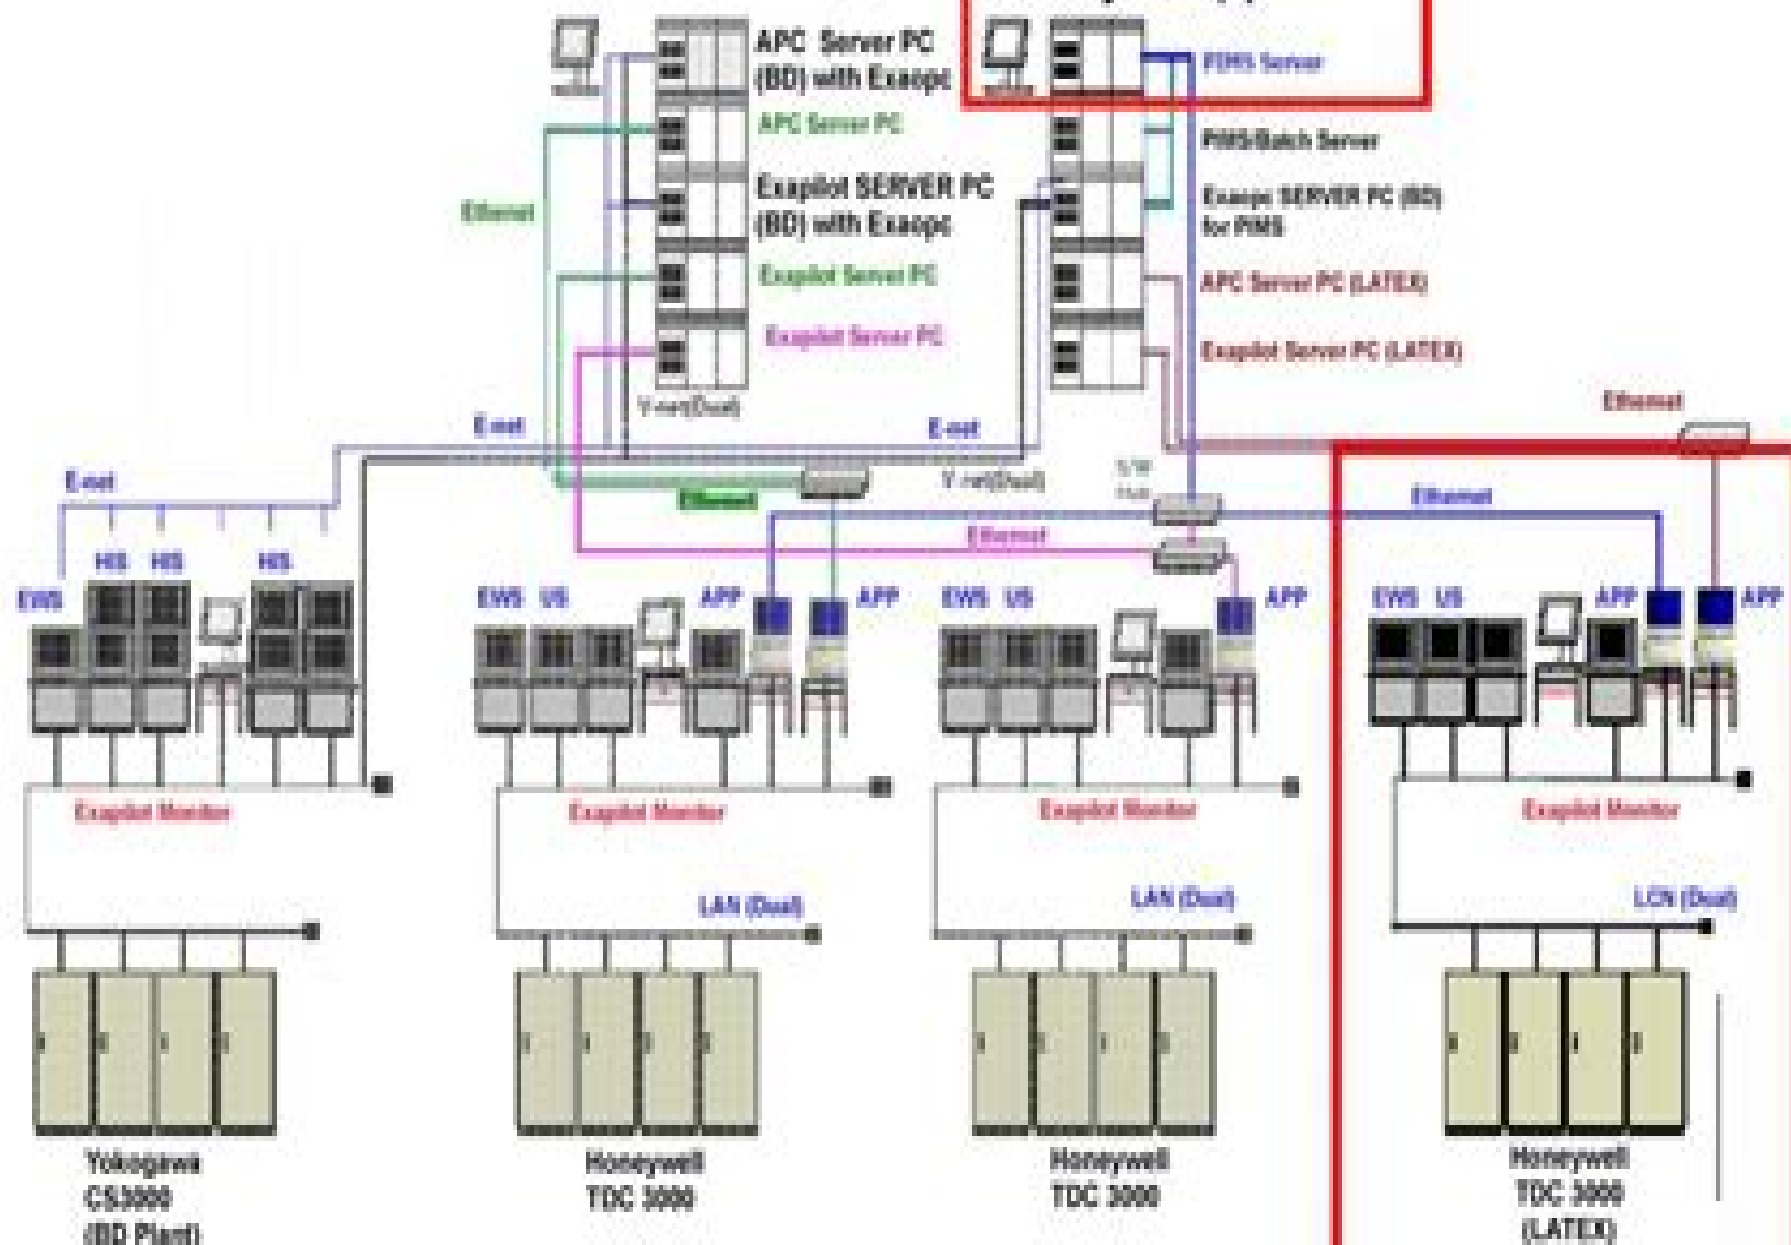 APC Server PC
(BD) with Exaopc
APC Server PC
Exapilot SERVER PC
(BD) with Exaopc
Exapilot Server PC
Exapilot Server PC
V-net(Dual)
PIMS Server
PIMS/Batch Server
Exaopc SERVER PC (BD)
for PIMS
APC Server PC (LATEX)
Exapilot Server PC (LATEX)
Ethernet
Ethernet
E-net
E-net
E-net
V-net(Dual)
Ethernet
Ethernet
Ethernet
EWS
HIS
HIS
HIS
EWS US
APP
APP
EWS US
APP
EWS US
APP
APP
Exapilot Monitor
Exapilot Monitor
Exapilot Monitor
Exapilot Monitor
LAN (Dual)
LAN (Dual)
LCN (Dual)
Yokogawa
CS3000
(BD Plant)
Honeywell
TDC 3000
Honeywell
TDC 3000
Honeywell
TDC 3000
(LATEX)